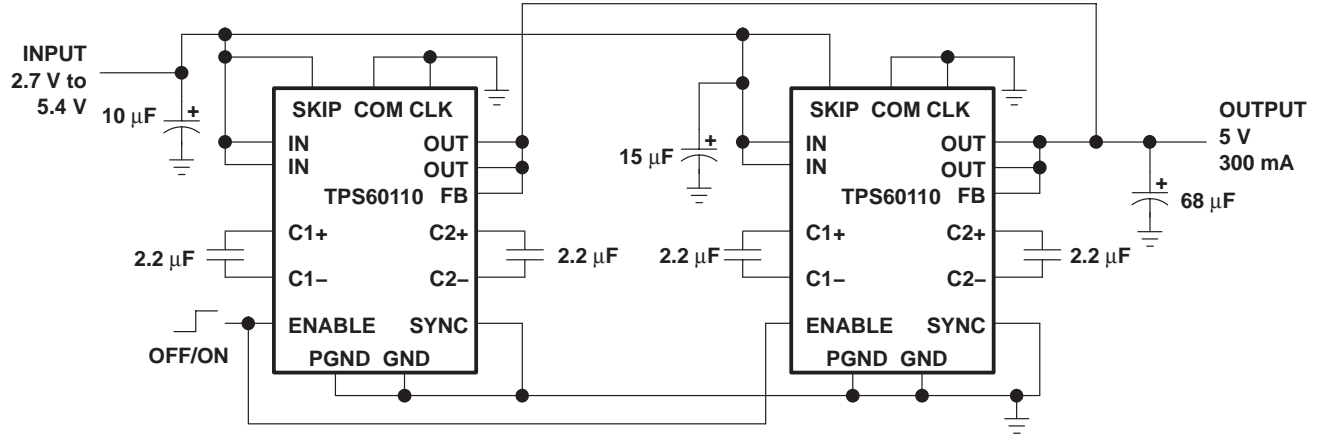 INPUT
2.7 V to
5.4 V
10 µF
+
SKIP COM CLK
IN
IN
OUT
OUT
TPS60110 FB
C1+
C1–
C2+
C2–
2.2 µF
2.2 µF
ENABLE SYNC
PGND GND
OFF/ON
15 µF
+
SKIP COM CLK
IN
IN
OUT
OUT
TPS60110 FB
C1+
C1–
C2+
C2–
2.2 µF
2.2 µF
ENABLE SYNC
PGND GND
OUTPUT
5 V
300 mA
+
68 µF